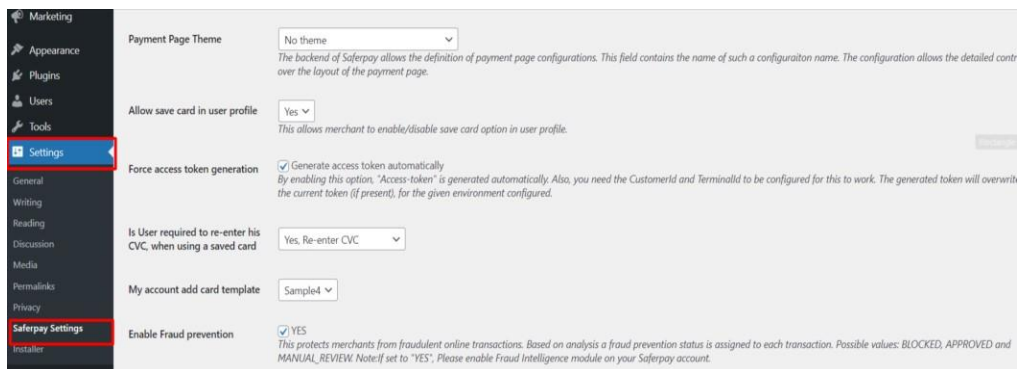 Marketing
Appearance
Plugins
Users
Tools
Settings
General
Writing
Reading
Discussion
Media
Permalinks
Privacy
Saferpay Settings
Installer
Payment Page Theme
No theme
The backend of Saferpay allows the definition of payment page configurations. This field contains the name of such a configuraiton name. The configuration allows the detailed contr
over the layout of the payment page.
Allow save card in user profile
Yes
This allows merchant to enable/disable save card option in user profile.
Force access token generation
Generate access token automatically
By enabling this option, "Access-token" is generated automatically. Also, you need the CustomerId and TerminalId to be configured for this to work. The generated token will overwrite
the current token (if present), for the given environment configured.
Is User required to re-enter his
CVC, when using a saved card
Yes, Re-enter CVC
My account add card template
Sample4
Enable Fraud prevention
YES
This protects merchants from fraudulent online transactions. Based on analysis a fraud prevention status is assigned to each transaction. Possible values: BLOCKED, APPROVED and
MANUAL_REVIEW. Note:If set to "YES", Please enable Fraud Intelligence module on your Saferpay account.